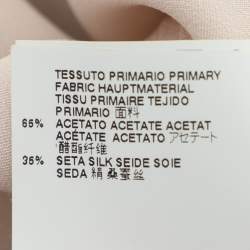 TESSUTO PRIMARIO PRIMARY
FABRIC HAUPTMATERIAL
TISSU PRIMAIRE TEJIDO
PRIMARIO 面料
65% ACETATO ACETATE ACETAT
ACÉTATE ACETATO アセテート
醋酯纤维
35% SETA SILK SEIDE SOIE
SEDA 絹 桑蚕丝